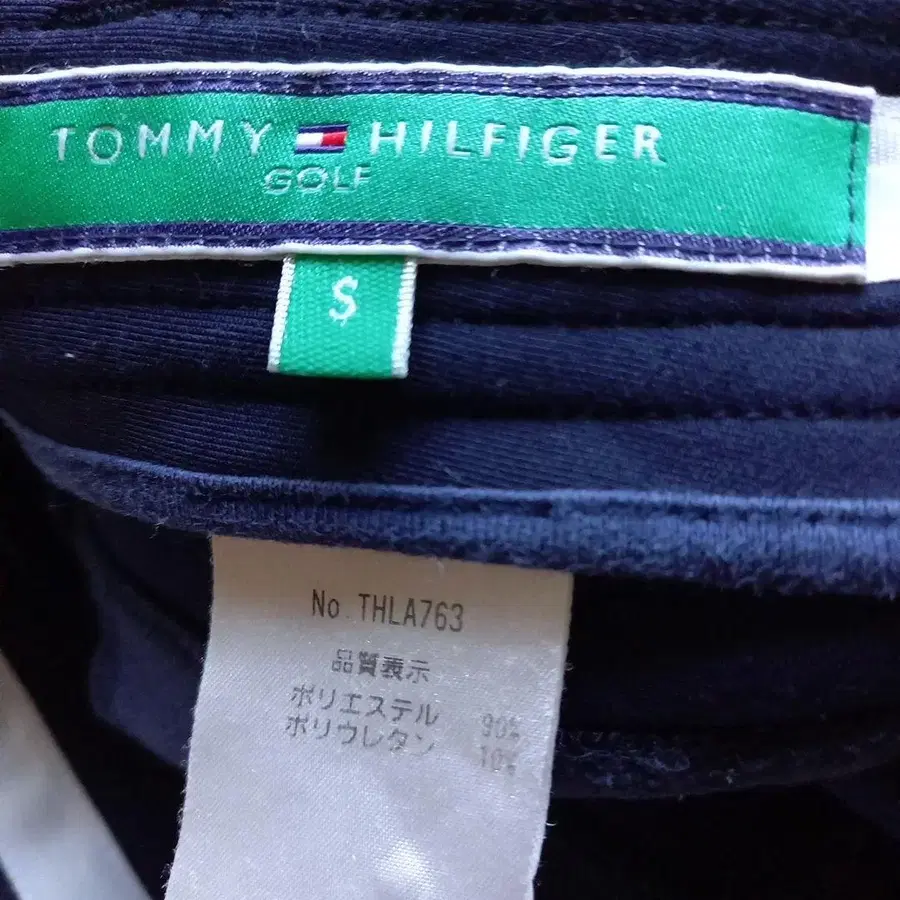 TOMMY HILFIGER
GOLF
S
No THLA763
品質表示
ポリエステル 90%
ポリウレタン 10%